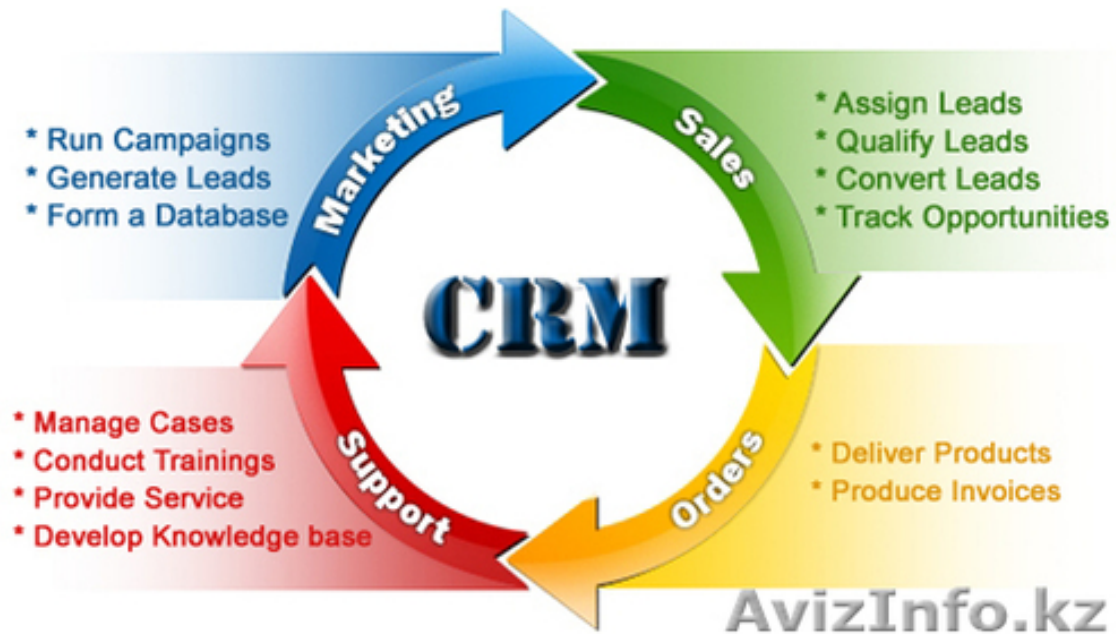 Marketing
* Run Campaigns
* Generate Leads
* Form a Database
Sales
* Assign Leads
* Qualify Leads
* Convert Leads
* Track Opportunities
CRM
Support
* Manage Cases
* Conduct Trainings
* Provide Service
* Develop Knowledge base
Orders
* Deliver Products
* Produce Invoices
AvizInfo.kz